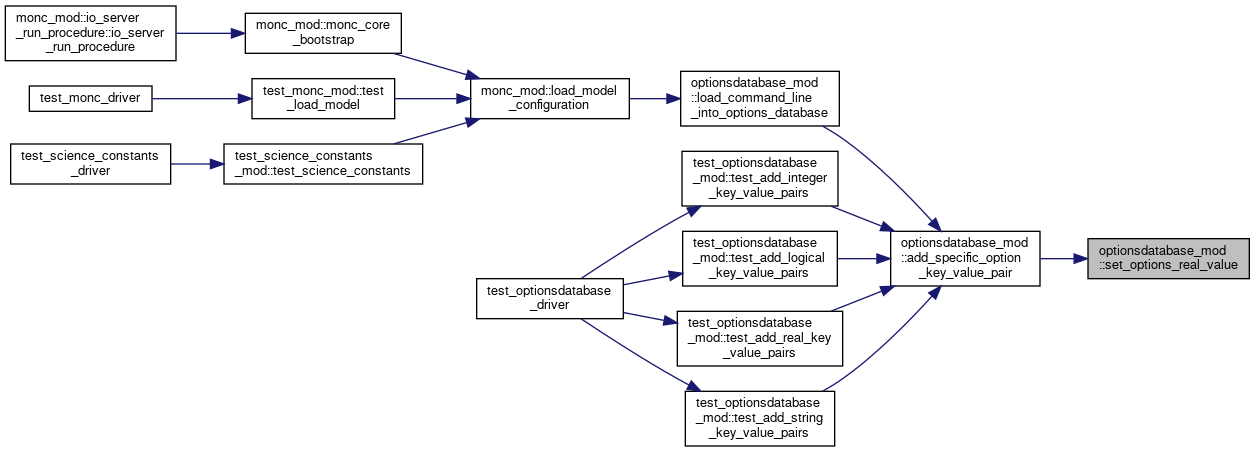 monc_mod::io_server
_run_procedure::io_server
_run_procedure
monc_mod::monc_core
_bootstrap
test_monc_driver
test_monc_mod::test
_load_model
test_science_constants
_driver
test_science_constants
_mod::test_science_constants
monc_mod::load_model
_configuration
optionsdatabase_mod
::load_command_line
_into_options_database
test_optionsdatabase
_mod::test_add_integer
_key_value_pairs
test_optionsdatabase
_mod::test_add_logical
_key_value_pairs
test_optionsdatabase
_driver
test_optionsdatabase
_mod::test_add_real_key
_value_pairs
test_optionsdatabase
_mod::test_add_string
_key_value_pairs
optionsdatabase_mod
::add_specific_option
_key_value_pair
optionsdatabase_mod
::set_options_real_value